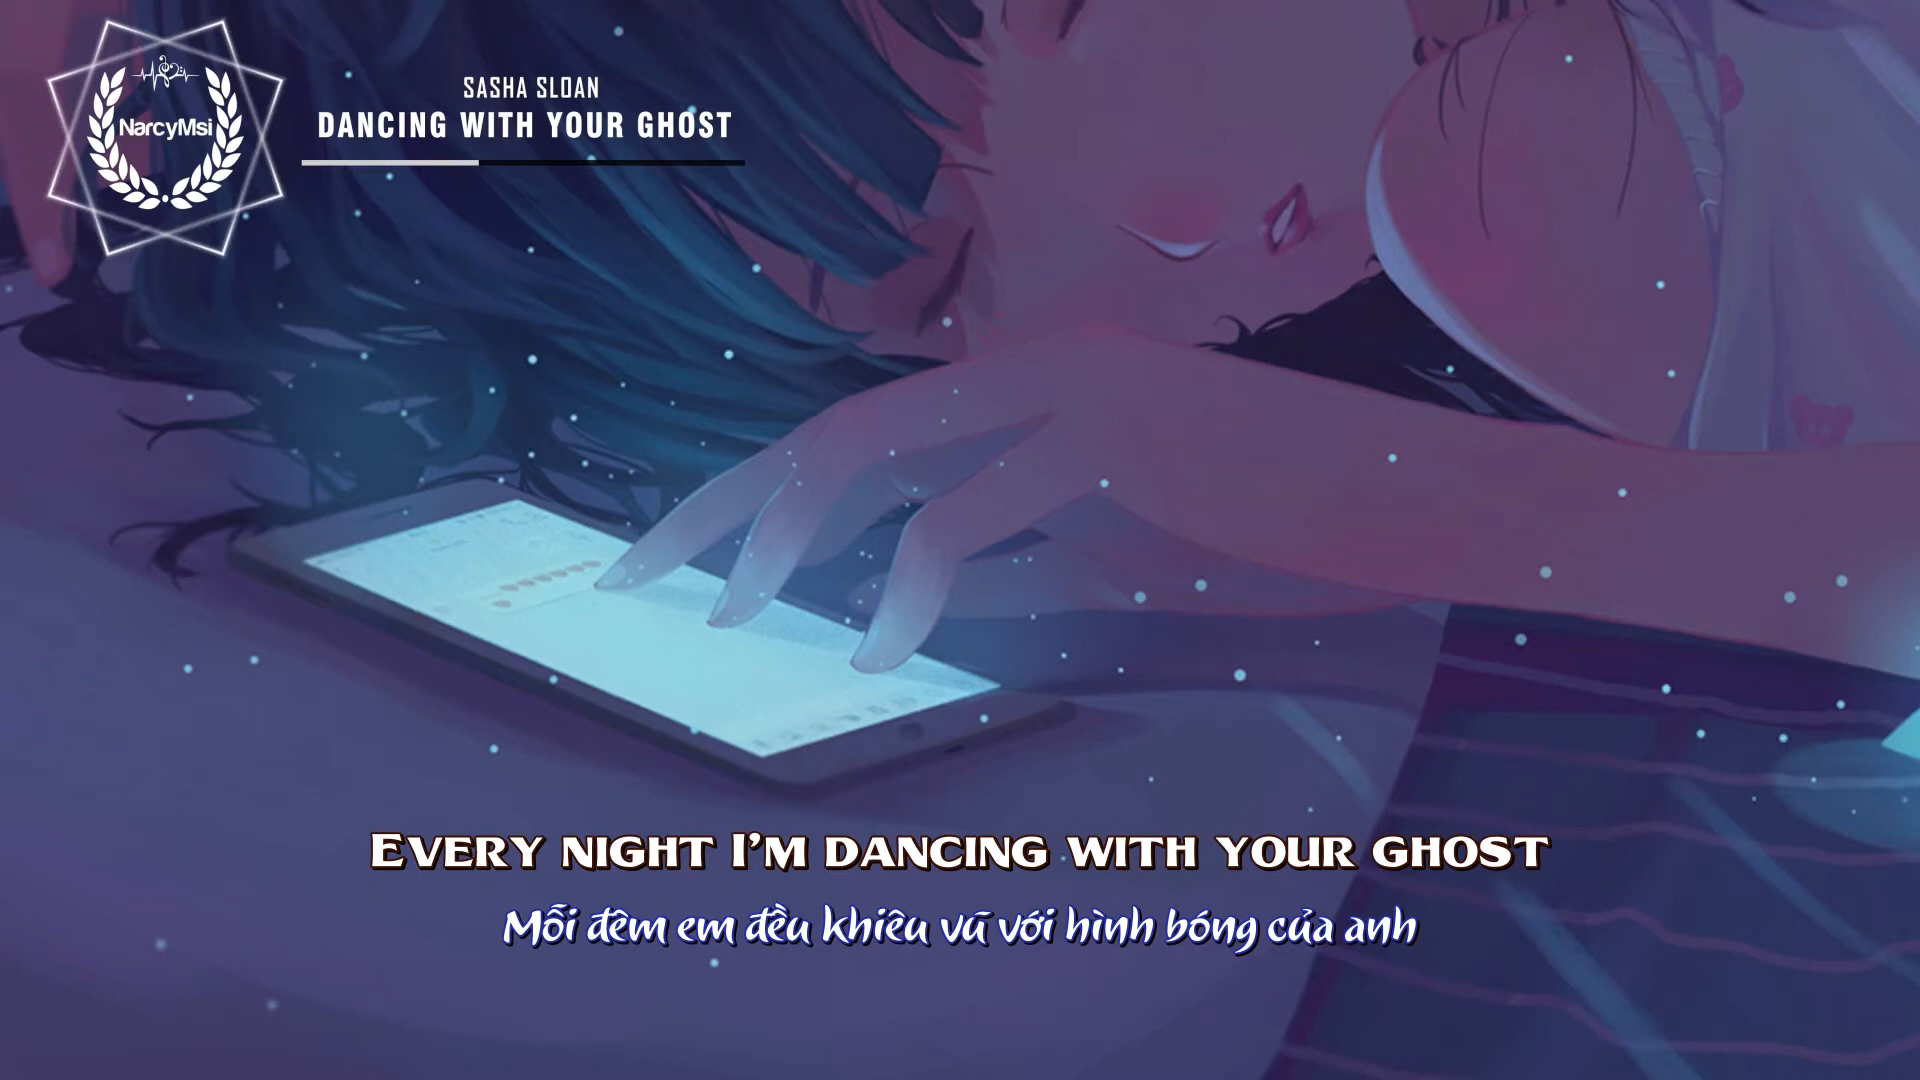 NarcyMsi
SASHA SLOAN
DANCING WITH YOUR GHOST
EVERY NIGHT I'M DANCING WITH YOUR GHOST
Mỗi đêm em đều khiêu vũ với hình bóng của anh